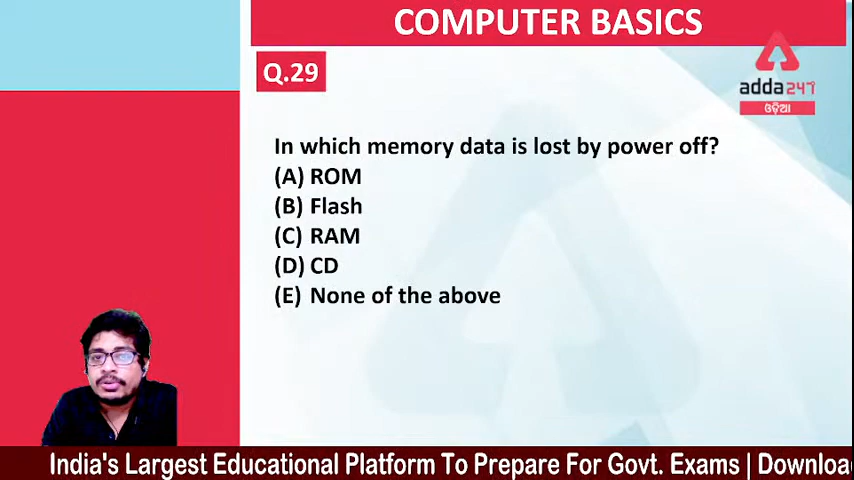 COMPUTER BASICS
Q.29
adda247
ଓଡ଼ିଆ
In which memory data is lost by power off?
(A) ROM
(B) Flash
(C) RAM
(D) CD
(E) None of the above
India's Largest Educational Platform To Prepare For Govt. Exams | Downloa